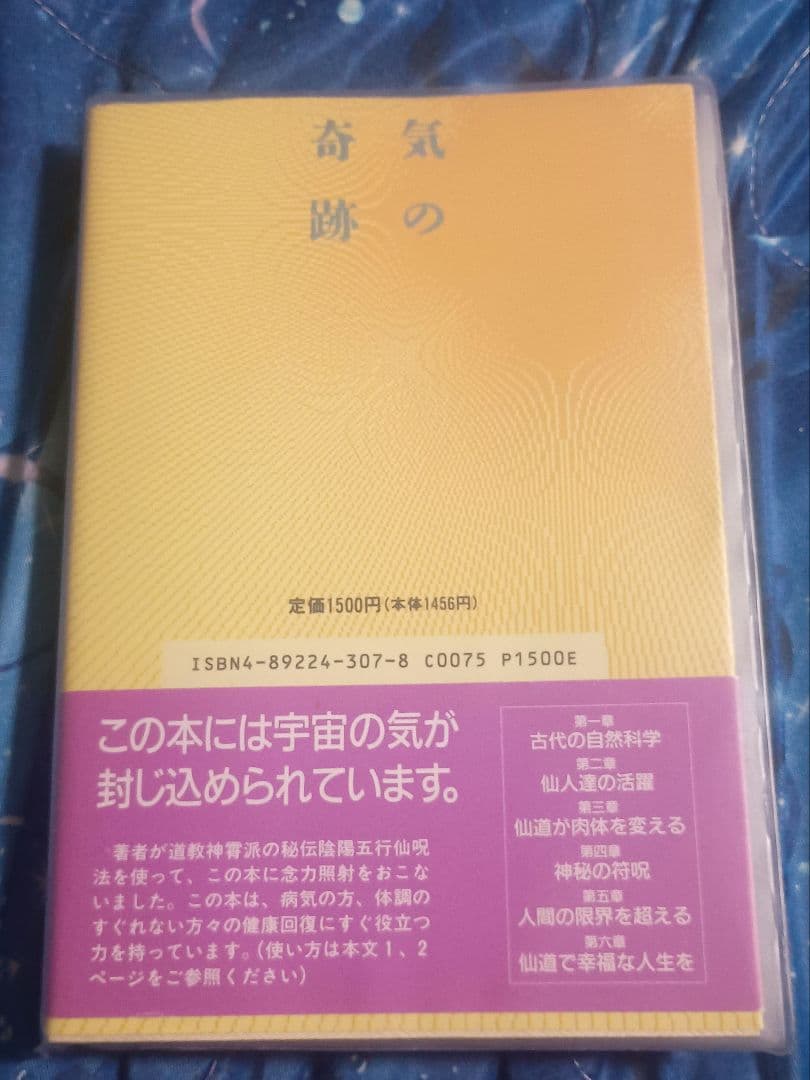 気の
奇跡
定価1500円(本体1456円)
ISBN4-89224-307-8 C0075 P1500E
この本には宇宙の気が
封じ込められています。
著者が道教神霄派の秘伝陰陽五行仙呪
法を使って、この本に念力照射をおこな
いました。この本は、病気の方、体調の
すぐれない方々の健康回復にすぐ役立つ
力を持っています。(使い方は本文1、2
ページをご参照ください)
第一章
古代の自然科学
第二章
仙人達の活躍
第三章
仙道が肉体を変える
第四章
神秘の符呪
第五章
人間の限界を超える
第六章
仙道で幸福な人生を